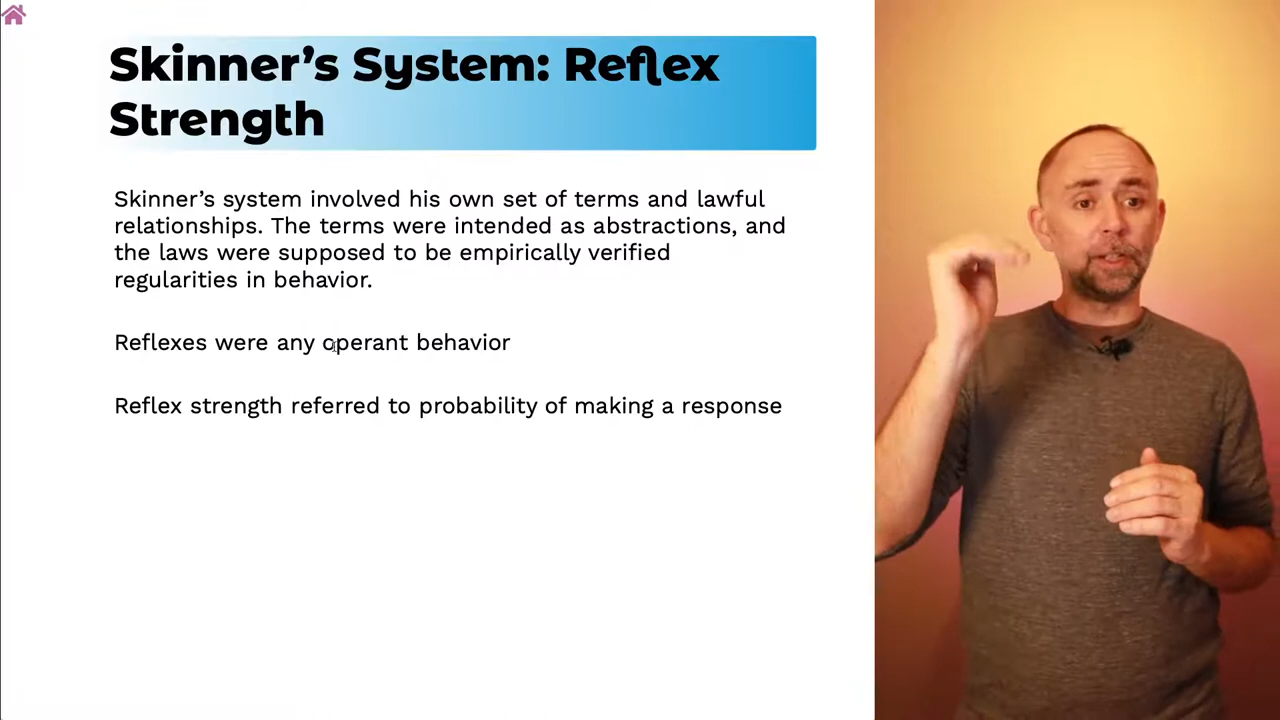 Skinner’s System: Reflex
Strength
Skinner’s system involved his own set of terms and lawful
relationships. The terms were intended as abstractions, and
the laws were supposed to be empirically verified
regularities in behavior.
Reflexes were any operant behavior
Reflex strength referred to probability of making a response